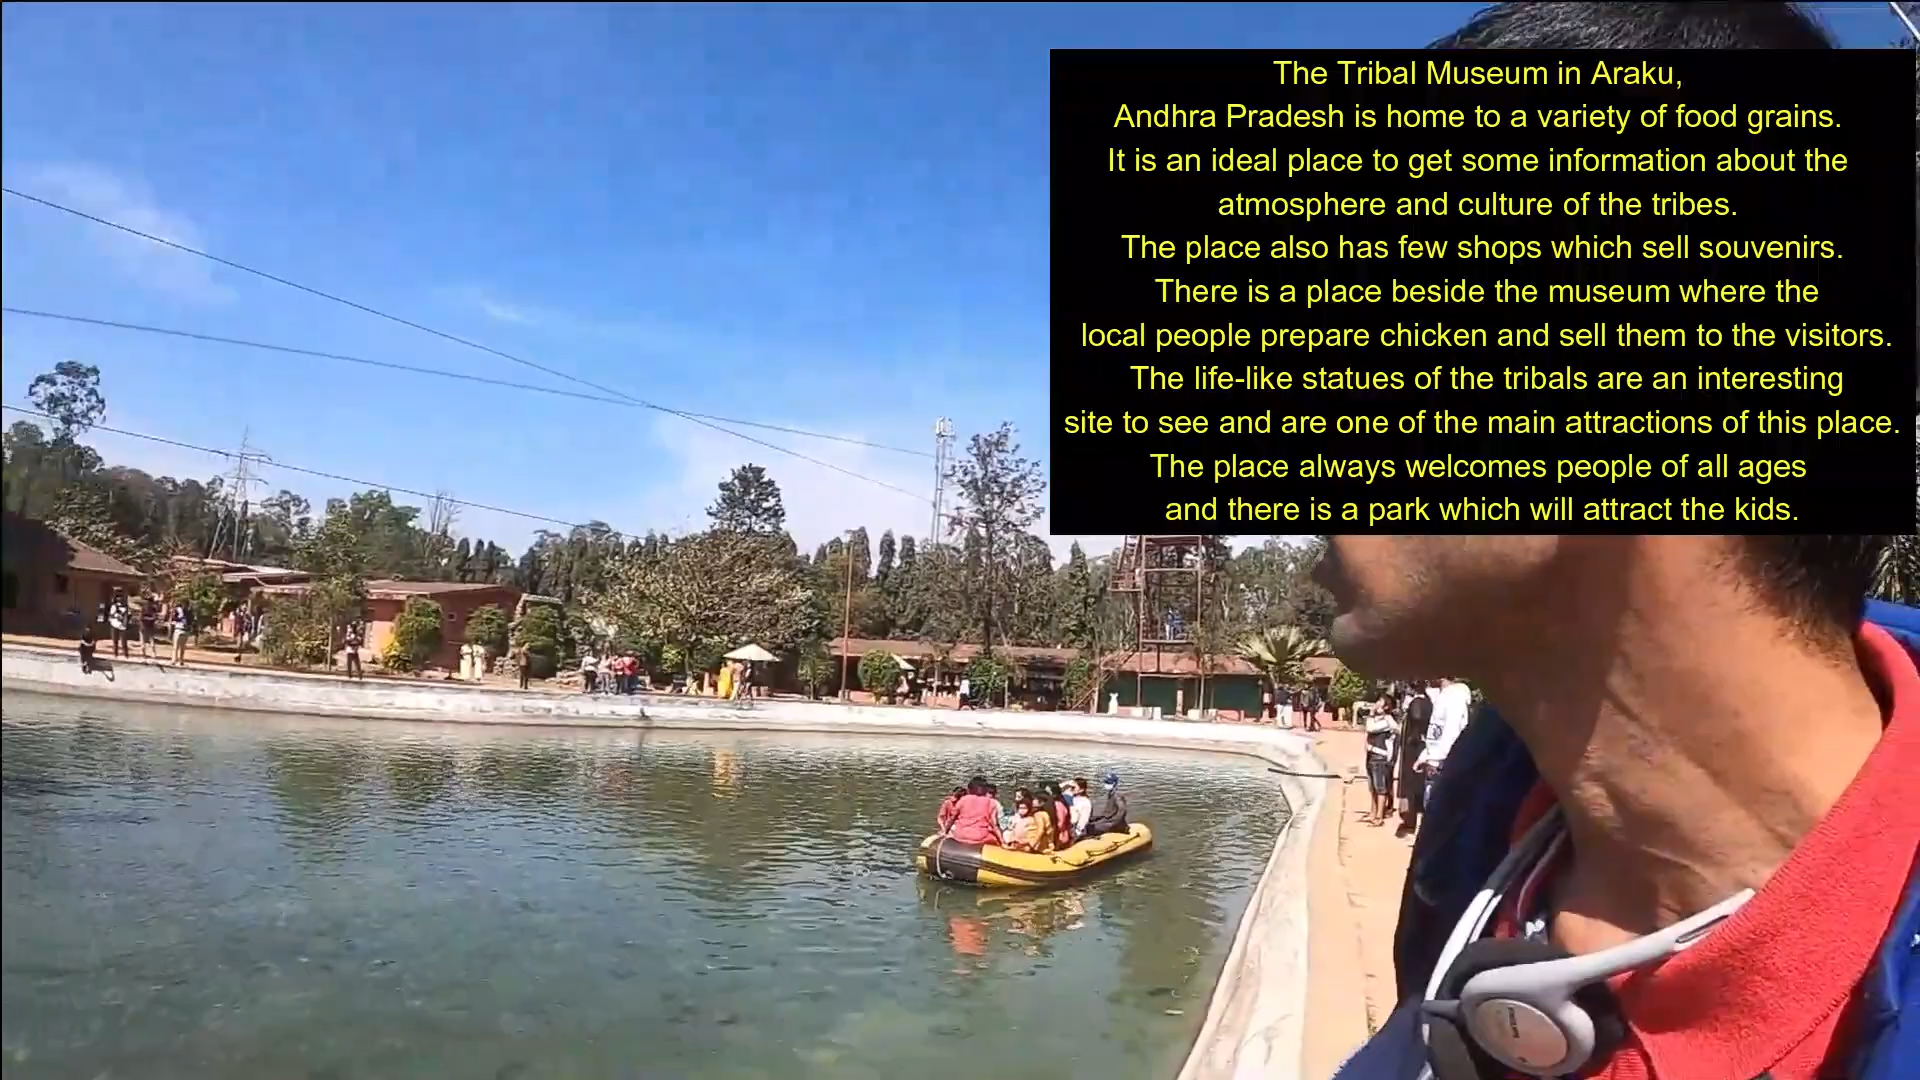 The Tribal Museum in Araku,
Andhra Pradesh is home to a variety of food grains.
It is an ideal place to get some information about the
atmosphere and culture of the tribes.
The place also has few shops which sell souvenirs.
There is a place beside the museum where the
local people prepare chicken and sell them to the visitors.
The life-like statues of the tribals are an interesting
site to see and are one of the main attractions of this place.
The place always welcomes people of all ages
and there is a park which will attract the kids.